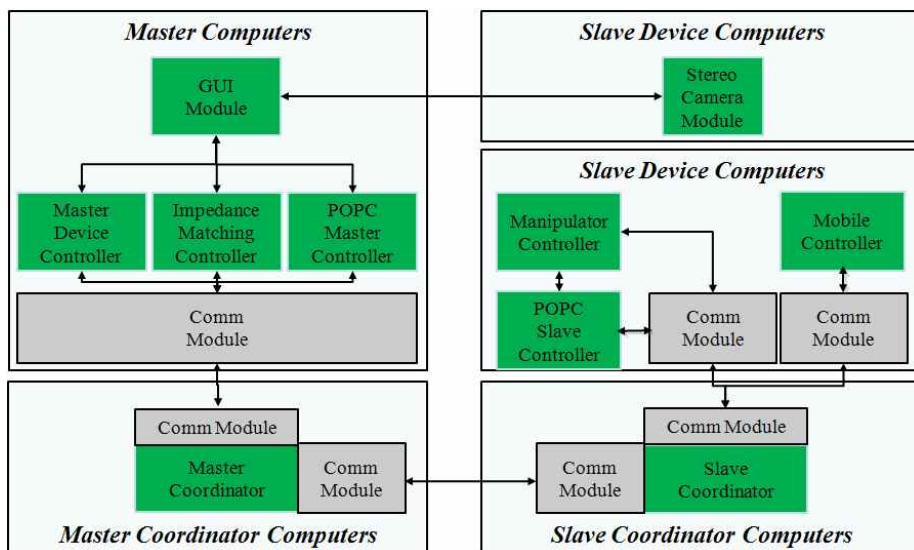 Master Computers
GUI
Module
Master
Device
Controller
Impedance
Matching
Controller
POPC
Master
Controller
Comm
Module
Slave Device Computers
Stereo
Camera
Module
Slave Device Computers
Manipulator
Controller
Mobile
Controller
POPC
Slave
Controller
Comm
Module
Comm
Module
Comm Module
Master
Coordinator
Comm
Module
Master Coordinator Computers
Comm Module
Comm
Module
Slave
Coordinator
Slave Coordinator Computers